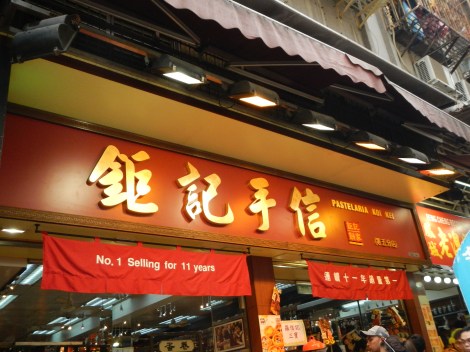 鉅記手信
PASTELARIA KOI KEI
No. 1 Selling for 11 years
連續十一年銷量第一